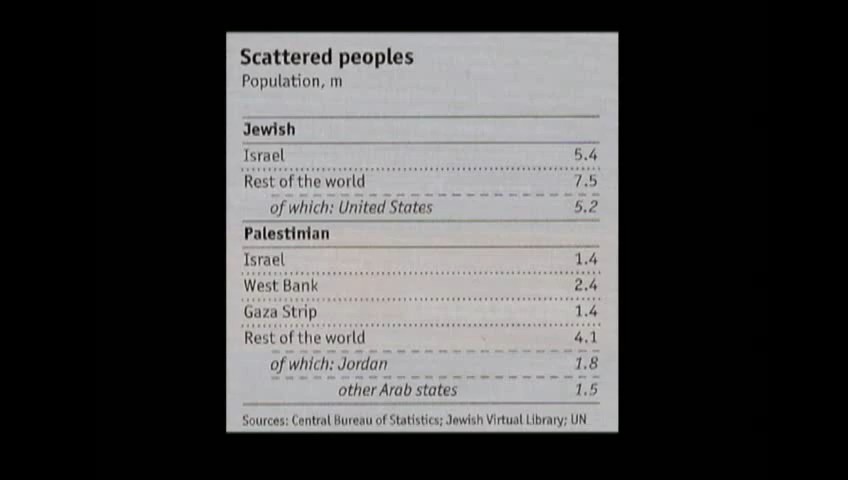 Scattered peoples
Population, m
Jewish
Israel 5.4
Rest of the world 7.5
of which: United States 5.2
Palestinian
Israel 1.4
West Bank 2.4
Gaza Strip 1.4
Rest of the world 4.1
of which: Jordan 1.8
other Arab states 1.5
Sources: Central Bureau of Statistics; Jewish Virtual Library; UN